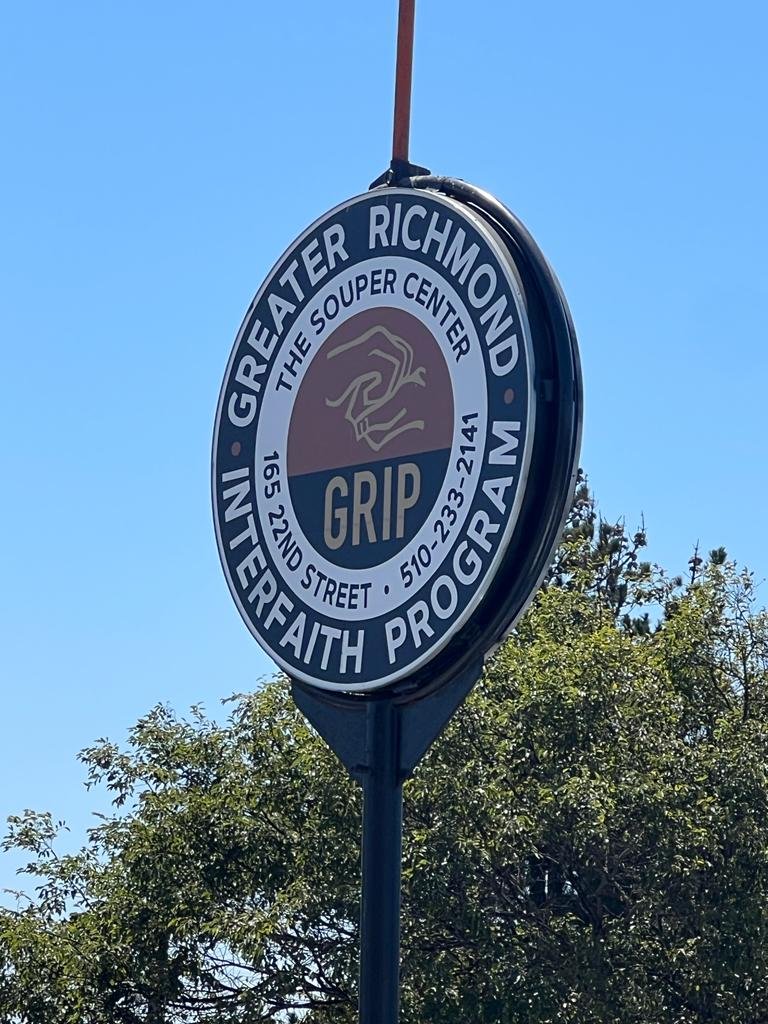 GREATER RICHMOND
THE SOUPER CENTER
GRIP
165 22ND STREET • 510-233-2141
INTERFAITH PROGRAM